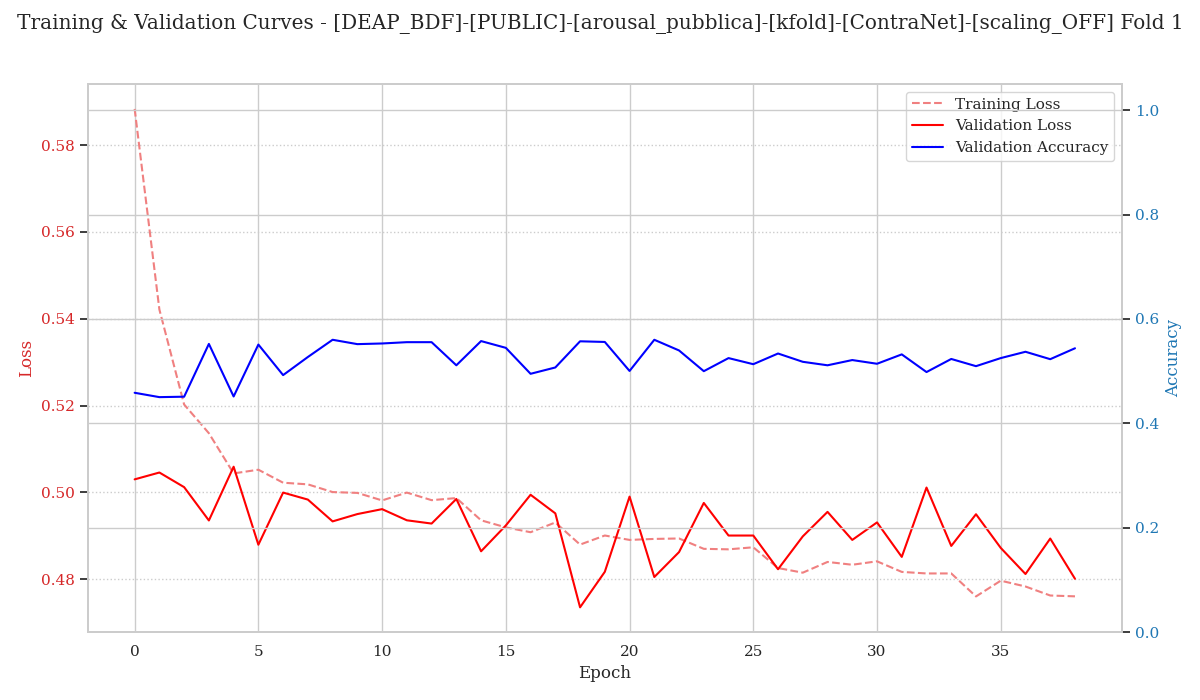 Training & Validation Curves - [DEAP_BDF]-[PUBLIC]-[arousal_pubblica]-[kfold]-[ContraNet]-[scaling_OFF] Fold 1
Training Loss
Validation Loss
Validation Accuracy
0.58
0.56
0.54
0.52
0.50
0.48
Loss
1.0
0.8
0.6
0.4
0.2
0.0
Accuracy
0 5 10 15 20 25 30 35
Epoch